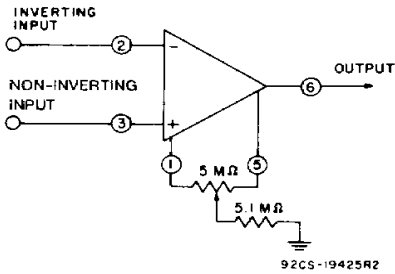 INVERTING
INPUT
2
-
NON-INVERTING
INPUT
3
+
6
OUTPUT
1
5 MΩ
5
5.1 MΩ
92CS-19425R2